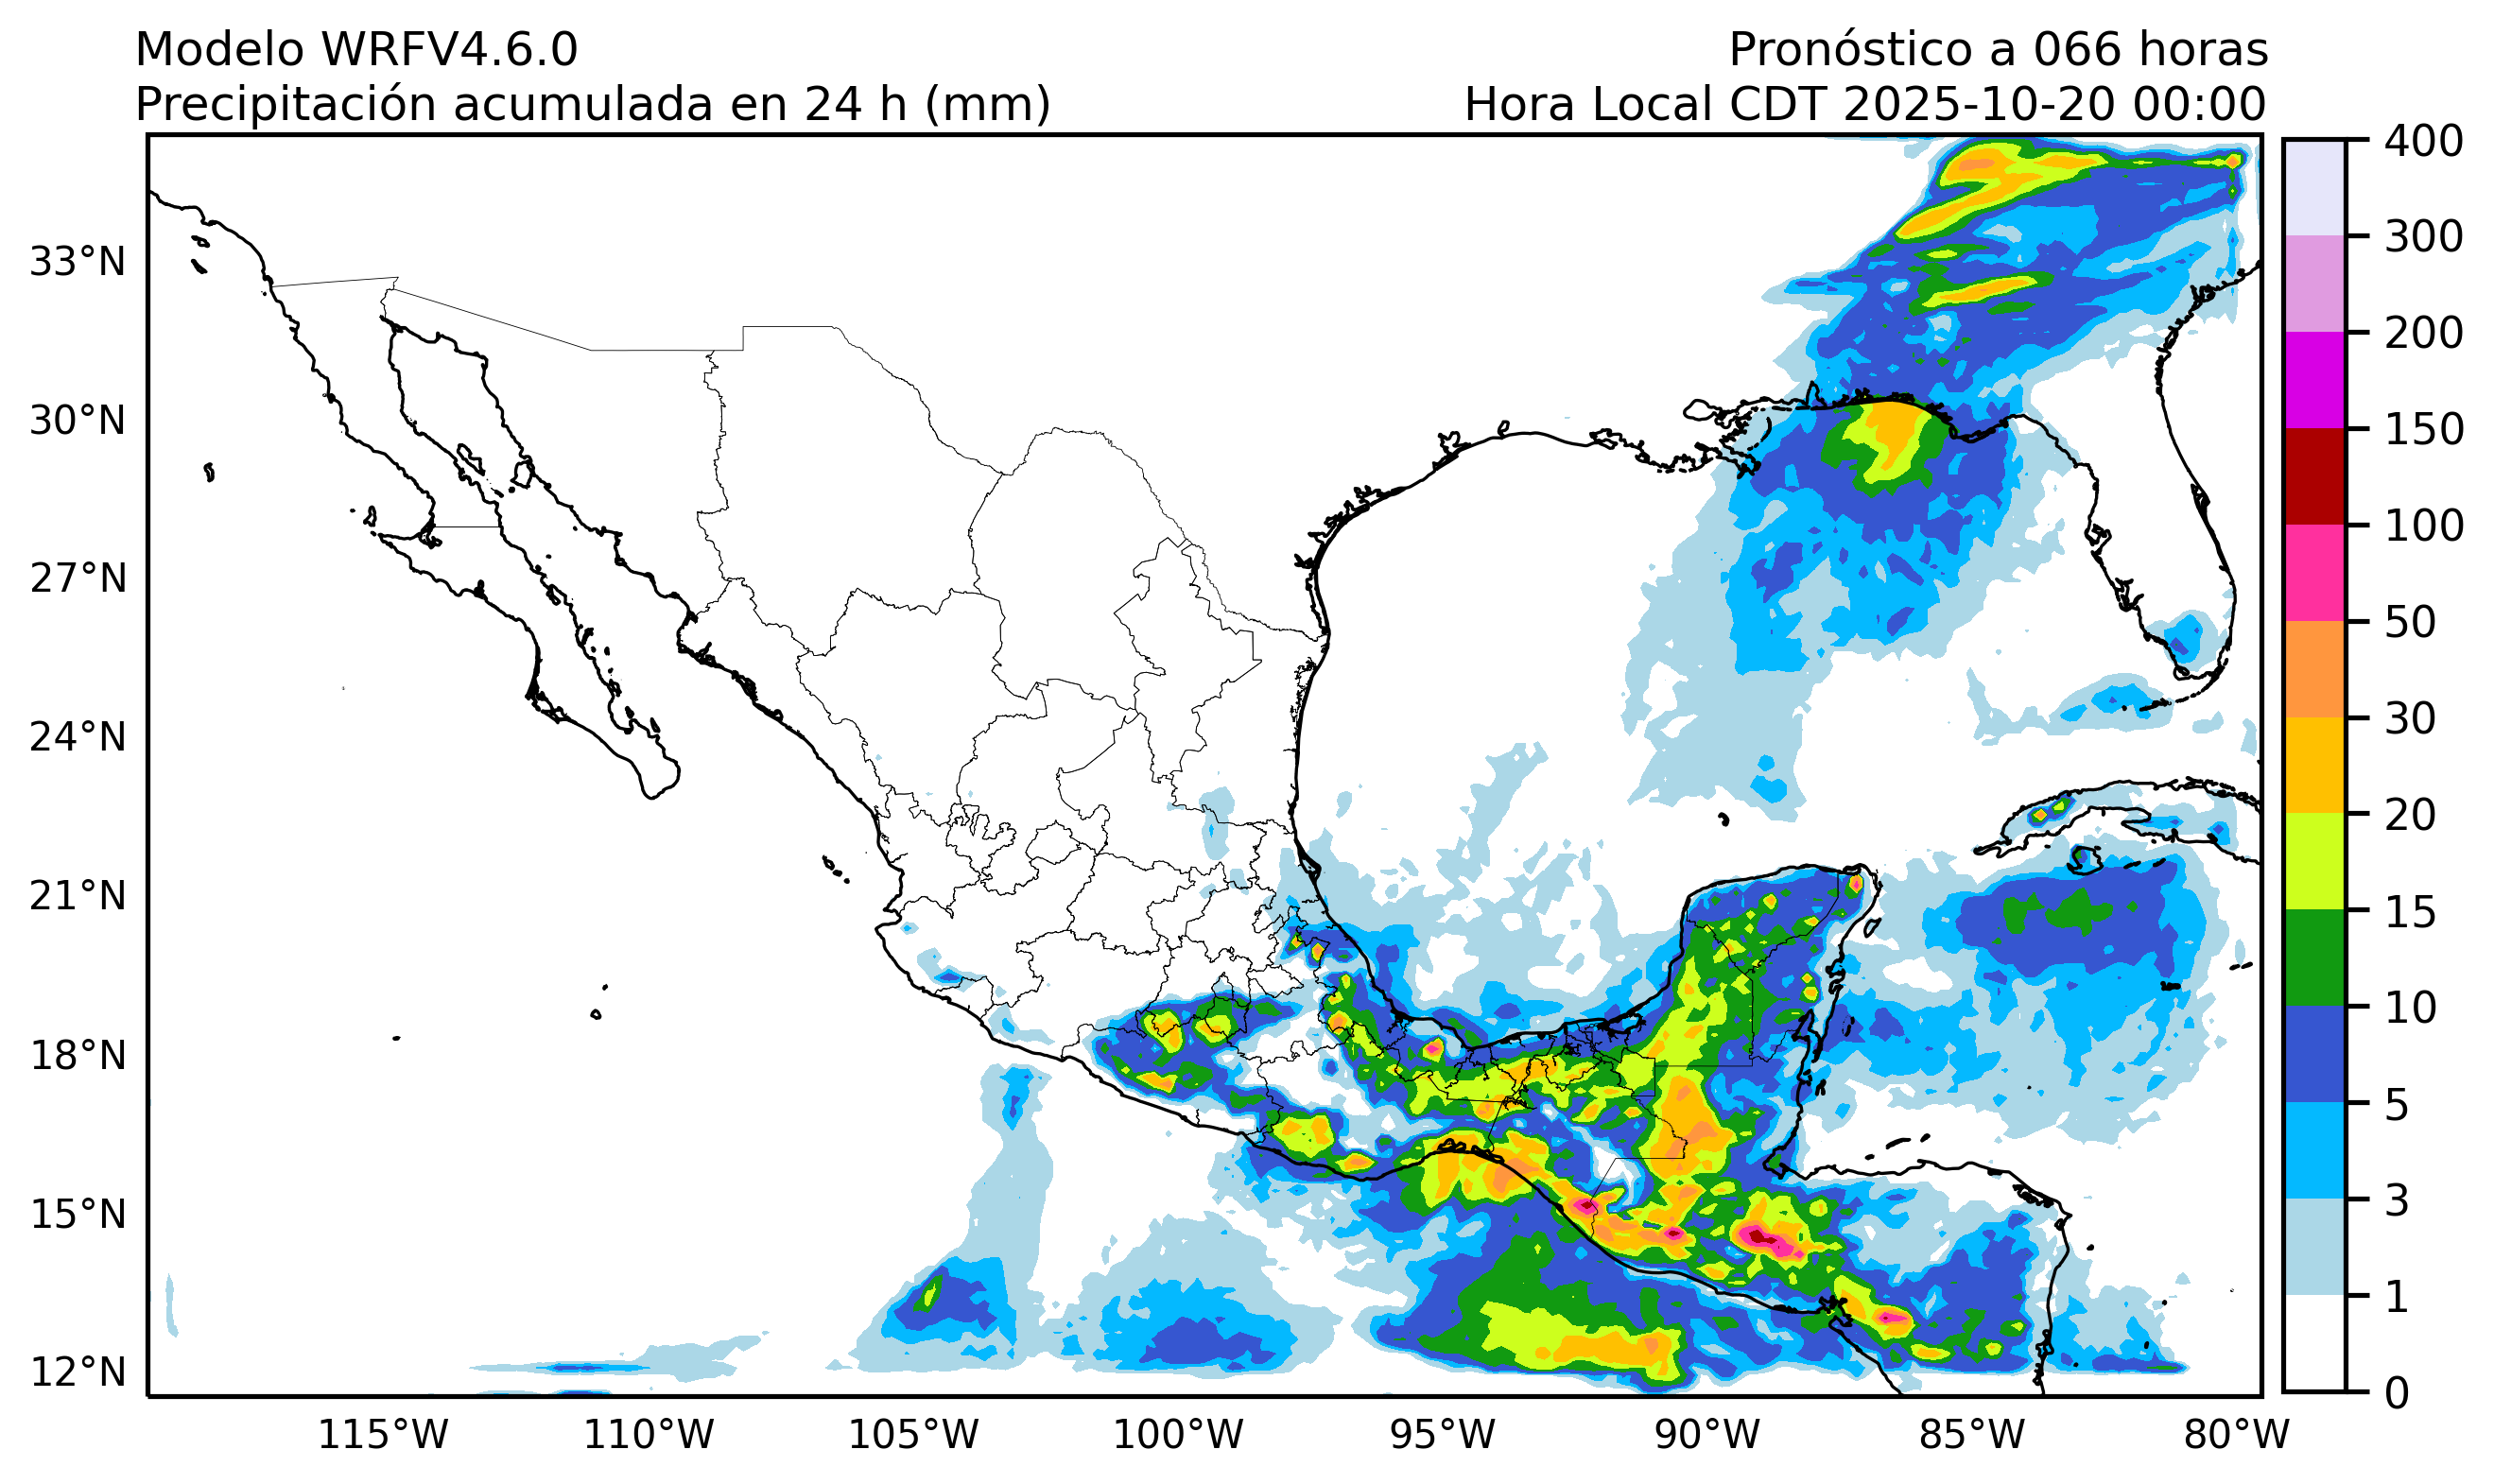 Modelo WRFV4.6.0
Pronóstico a 066 horas
Precipitación acumulada en 24 h (mm)
Hora Local CDT 2025-10-20 00:00
33°N
30°N
27°N
24°N
21°N
18°N
15°N
12°N
115°W
110°W
105°W
100°W
95°W
90°W
85°W
80°W
400
300
200
150
100
50
30
20
15
10
5
3
1
0